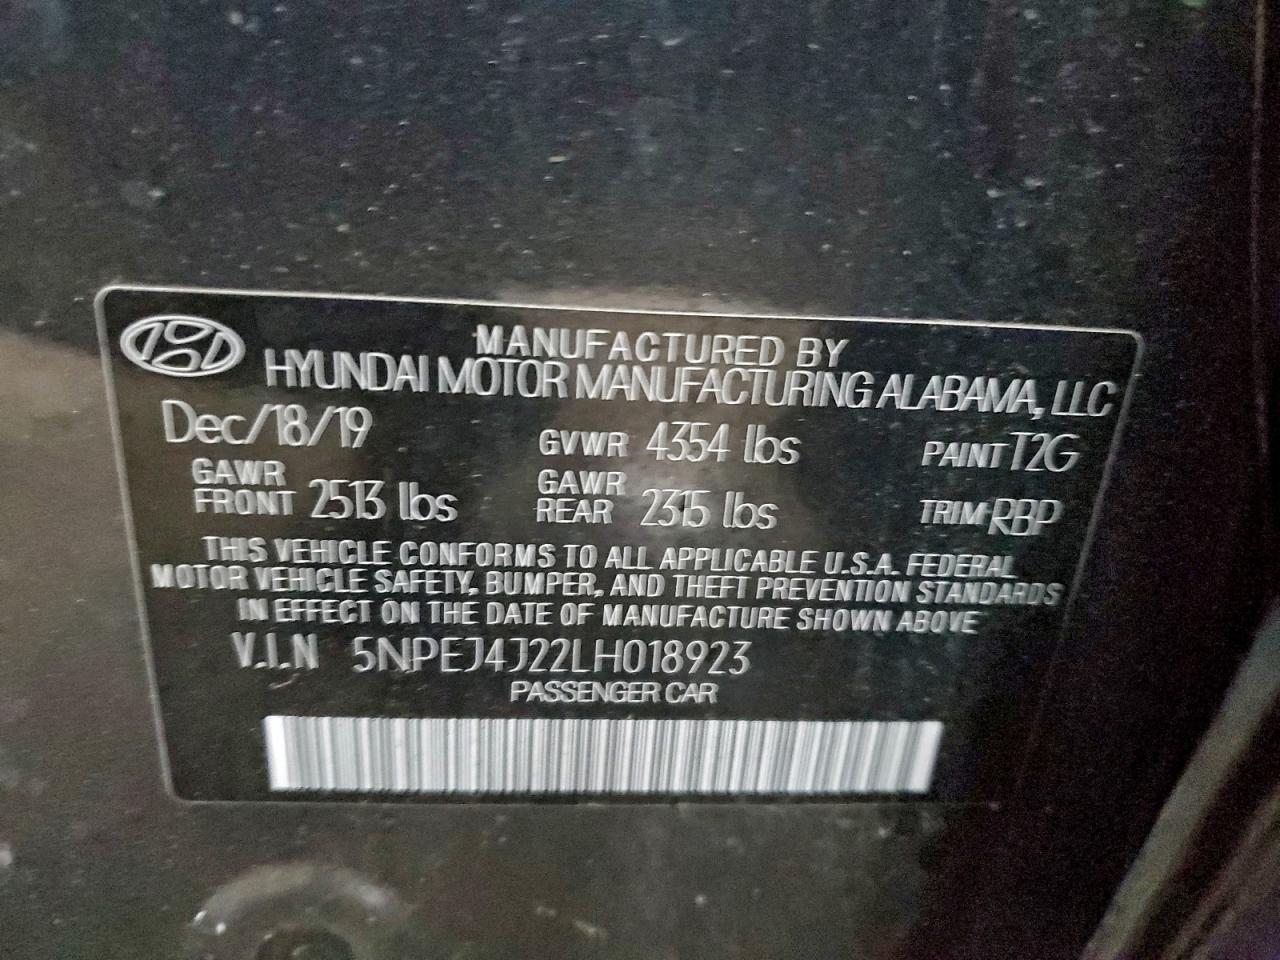 MANUFACTURED BY
HYUNDAI MOTOR MANUFACTURING ALABAMA, LLC
Dec/18/19 GVWR 4354 lbs PAINT T2G
GAWR FRONT 2513 lbs GAWR REAR 2315 lbs TRIM RBP
THIS VEHICLE CONFORMS TO ALL APPLICABLE U.S.A. FEDERAL
MOTOR VEHICLE SAFETY, BUMPER, AND THEFT PREVENTION STANDARDS
IN EFFECT ON THE DATE OF MANUFACTURE SHOWN ABOVE
V.I.N 5NPEJ4J22LH018923
PASSENGER CAR